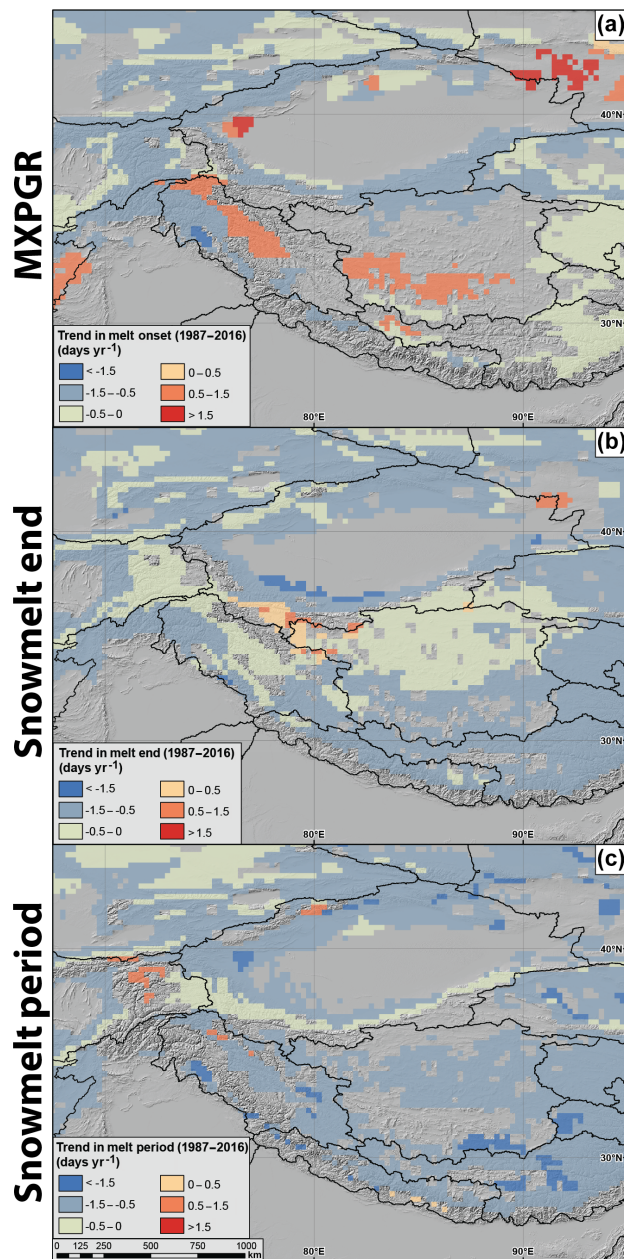 (a)
MXPGR
40°N
30°N
Trend in melt onset (1987–2016)
(days yr-1)
< -1.5
0 – 0.5
-1.5 – -0.5
0.5 – 1.5
-0.5 – 0
> 1.5
80°E
90°E
(b)
Snowmelt end
40°N
30°N
Trend in melt end (1987–2016)
(days yr-1)
< -1.5
0 – 0.5
-1.5 – -0.5
0.5 – 1.5
-0.5 – 0
> 1.5
80°E
90°E
(c)
Snowmelt period
40°N
30°N
Trend in melt period (1987–2016)
(days yr-1)
< -1.5
0 – 0.5
-1.5 – -0.5
0.5 – 1.5
-0.5 – 0
> 1.5
0 125 250 500 750 1000
km
80°E
90°E